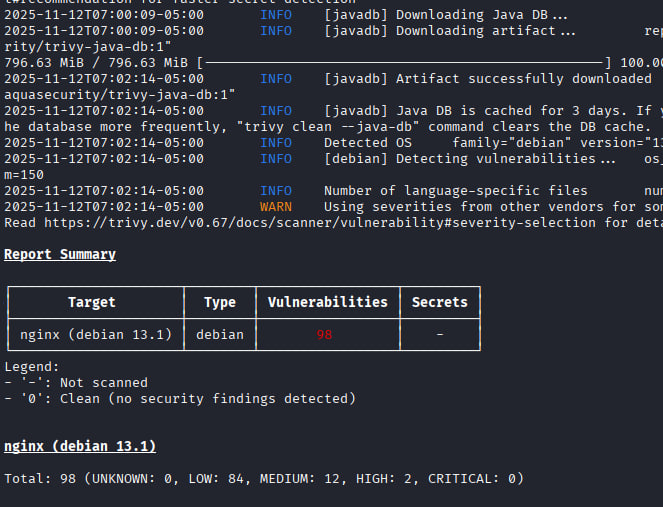 t#recommendation for faster secret detection
2025-11-12T07:00:09-05:00 INFO [javadb] Downloading Java DB...
2025-11-12T07:00:09-05:00 INFO [javadb] Downloading artifact... rep
rity/trivy-java-db:1"
796.63 MiB / 796.63 MiB [-------------------------------------------------] 100.00
2025-11-12T07:02:14-05:00 INFO [javadb] Artifact successfully downloaded
aquasecurity/trivy-java-db:1"
2025-11-12T07:02:14-05:00 INFO [javadb] Java DB is cached for 3 days. If y
he database more frequently, "trivy clean --java-db" command clears the DB cache.
2025-11-12T07:02:14-05:00 INFO Detected OS family="debian" version="13
2025-11-12T07:02:14-05:00 INFO [debian] Detecting vulnerabilities... os_
m=150
2025-11-12T07:02:14-05:00 INFO Number of language-specific files num
2025-11-12T07:02:14-05:00 WARN Using severities from other vendors for som
Read https://trivy.dev/v0.67/docs/scanner/vulnerability#severity-selection for deta
Report Summary
Target Type Vulnerabilities Secrets
nginx (debian 13.1) debian 98 -
Legend:
- '-': Not scanned
- '0': Clean (no security findings detected)
nginx (debian 13.1)
Total: 98 (UNKNOWN: 0, LOW: 84, MEDIUM: 12, HIGH: 2, CRITICAL: 0)